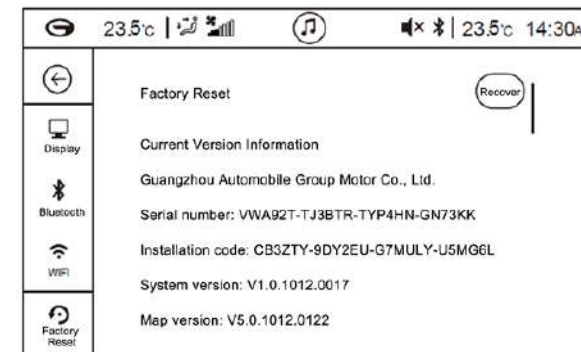 23.5℃ 23.5℃ 14:30A
Factory Reset Recover
Display
Current Version Information
Guangzhou Automobile Group Motor Co., Ltd.
Bluetooth
Serial number: VWA92T-TJ3BTR-TYP4HN-GN73KK
Installation code: CB3ZTY-9DY2EU-G7MULY-U5MG6L
WIFI
System version: V1.0.1012.0017
Factory
Reset
Map version: V5.0.1012.0122